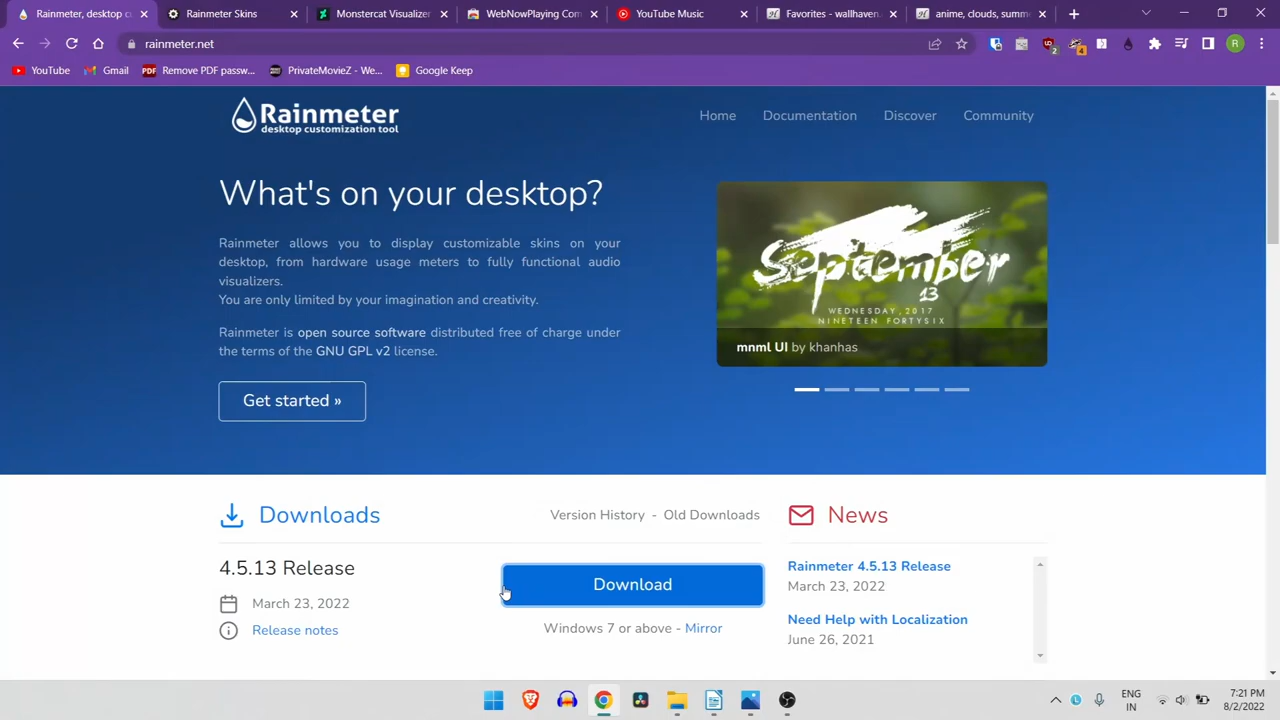 Rainmeter, desktop cu
Rainmeter Skins
Monstercat Visualizer
WebNowPlaying Com
YouTube Music
Favorites - wallhaven.
anime, clouds, summ
rainmeter.net
2
4
R
YouTube
Gmail
PDF
Remove PDF passw...
PrivateMovieZ - We...
Google Keep
Rainmeter
desktop customization tool
Home
Documentation
Discover
Community
What's on your desktop?
Rainmeter allows you to display customizable skins on your
desktop, from hardware usage meters to fully functional audio
visualizers.
You are only limited by your imagination and creativity.
Rainmeter is open source software distributed free of charge under
the terms of the GNU GPL v2 license.
Get started »
September
13
WEDNESDAY, 2017
NINETEEN FORTYSIX
mnml UI by khanhas
Downloads
Version History - Old Downloads
News
4.5.13 Release
March 23, 2022
Release notes
Download
Windows 7 or above - Mirror
Rainmeter 4.5.13 Release
March 23, 2022
Need Help with Localization
June 26, 2021
ENG
IN
7:21 PM
8/2/2022